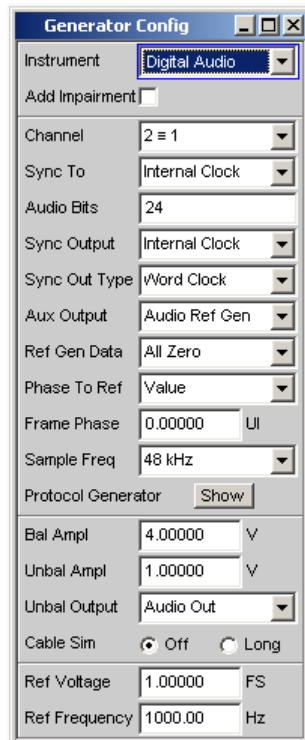 Generator Config
Instrument Digital Audio
Add Impairment
Channel 2 ≡ 1
Sync To Internal Clock
Audio Bits 24
Sync Output Internal Clock
Sync Out Type Word Clock
Aux Output Audio Ref Gen
Ref Gen Data All Zero
Phase To Ref Value
Frame Phase 0.00000 UI
Sample Freq 48 kHz
Protocol Generator Show
Bal Ampl 4.00000 V
Unbal Ampl 1.00000 V
Unbal Output Audio Out
Cable Sim Off Long
Ref Voltage 1.00000 FS
Ref Frequency 1000.00 Hz